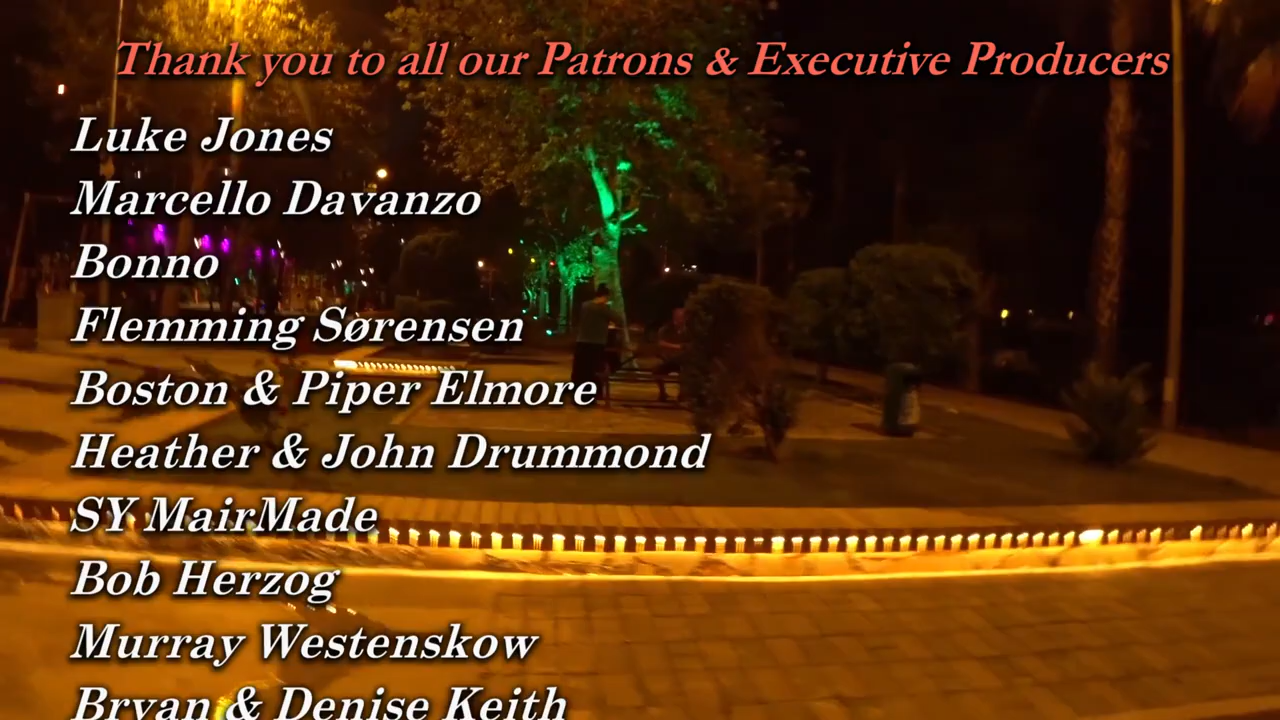 Thank you to all our Patrons & Executive Producers
Luke Jones
Marcello Davanzo
Bonno
Flemming Sørensen
Boston & Piper Elmore
Heather & John Drummond
SY MairMade
Bob Herzog
Murray Westenskow
Bryan & Denise Keith